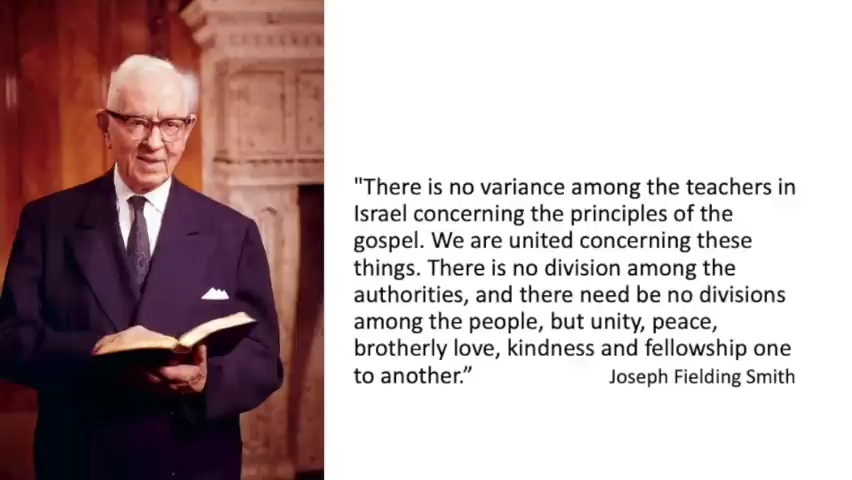 "There is no variance among the teachers in
Israel concerning the principles of the
gospel. We are united concerning these
things. There is no division among the
authorities, and there need be no divisions
among the people, but unity, peace,
brotherly love, kindness and fellowship one
to another.” Joseph Fielding Smith